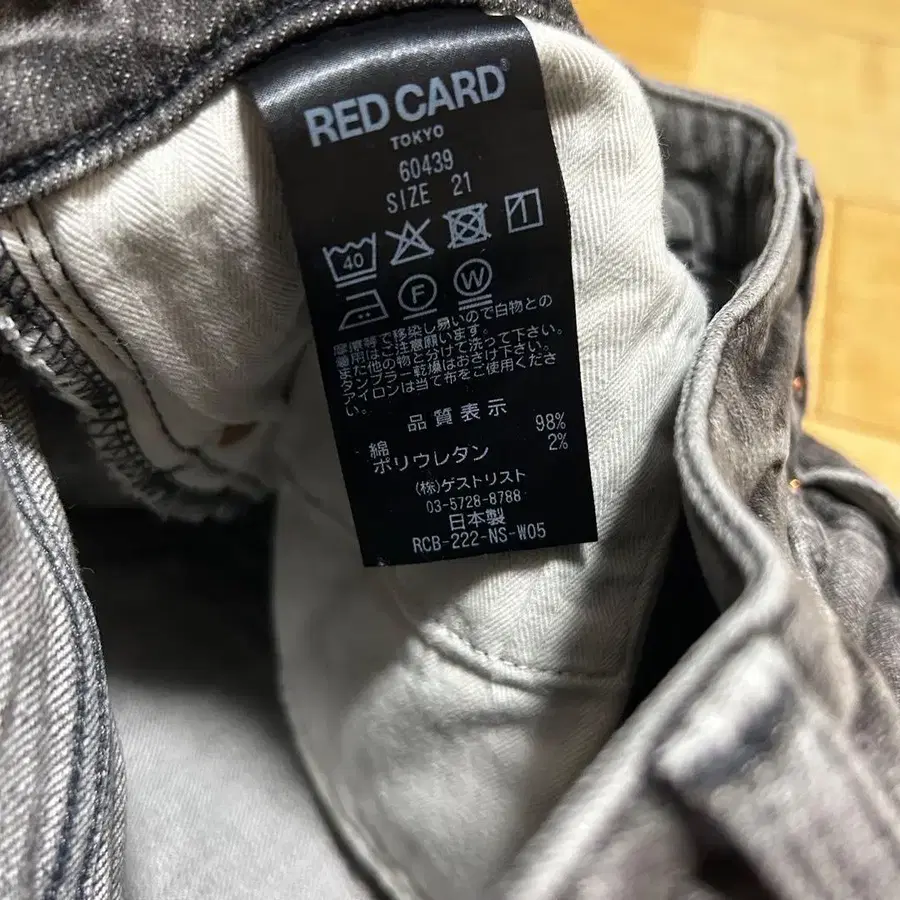 RED CARD®
TOKYO
60439
SIZE 21
40
F W
摩擦等で移染し易いので白物との
着用はご注意願います。
また他の物と分けて洗って下さい。
タンブラー乾燥はおさけ下さい。
アイロンは当て布をご使用くださ
い
品質表示
綿 98%
ポリウレタン 2%
(株)ゲストリスト
03-5728-8788
日本製
RCB-222-NS-W05